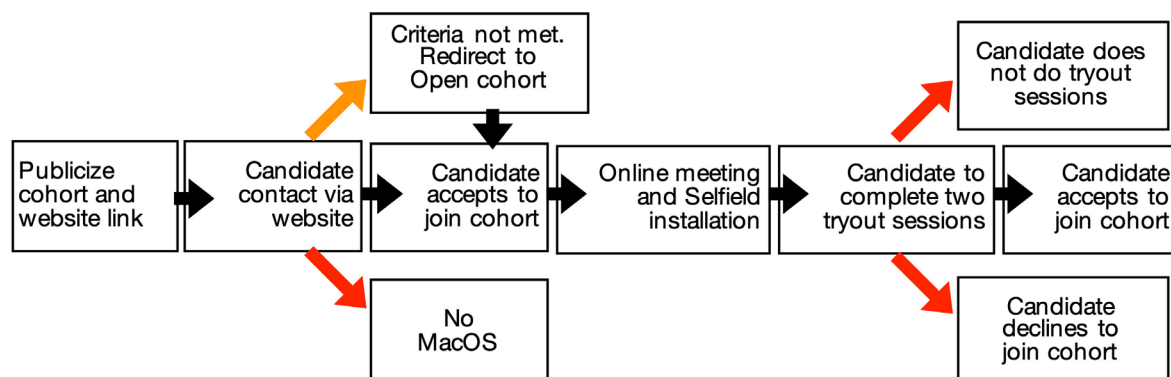 Publicize
cohort and
website link
Candidate
contact via
website
Criteria not met.
Redirect to
Open cohort
Candidate
accepts to
join cohort
No
MacOS
Online meeting
and Selfield
installation
Candidate to
complete two
tryout sessions
Candidate does
not do tryout
sessions
Candidate
accepts to
join cohort
Candidate
declines to
join cohort